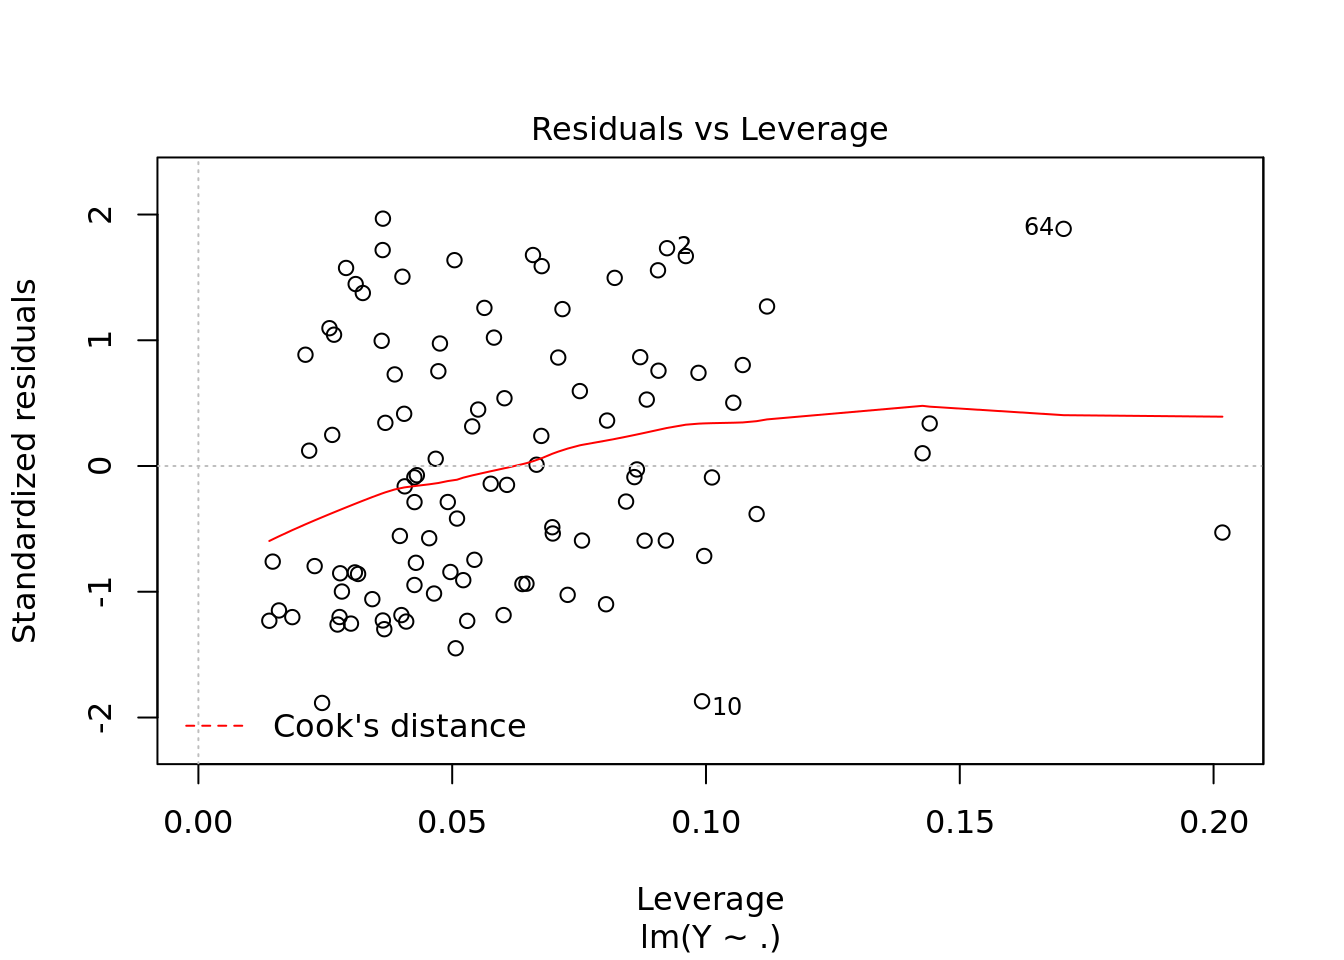 Residuals vs Leverage
Standardized residuals
2
1
0
-1
-2
64
2
10
Cook's distance
0.00 0.05 0.10 0.15 0.20
Leverage
lm(Y ~ .)